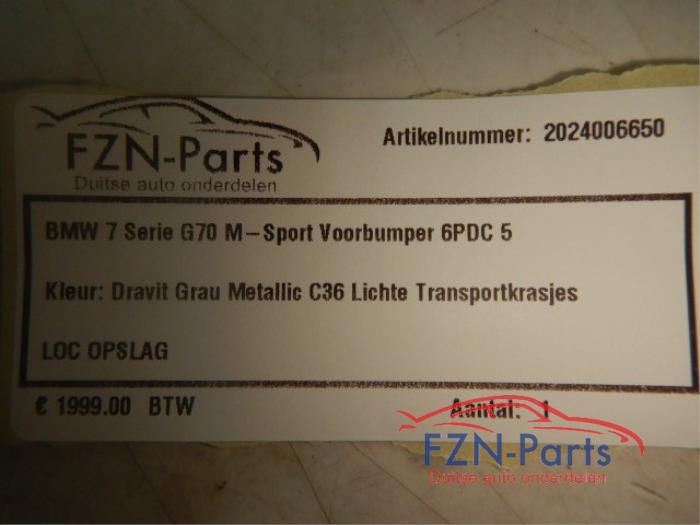 FZN-Parts
Duitse auto onderdelen
Artikelnummer: 2024006650
BMW 7 Serie G70 M-Sport Voorbumper 6PDC 5
Kleur: Dravit Grau Metallic C36 Lichte Transportkrasjes
LOC OPSLAG
€ 1999.00 BTW
Aantal: 1
FZN-Parts
Duitse auto onderdelen